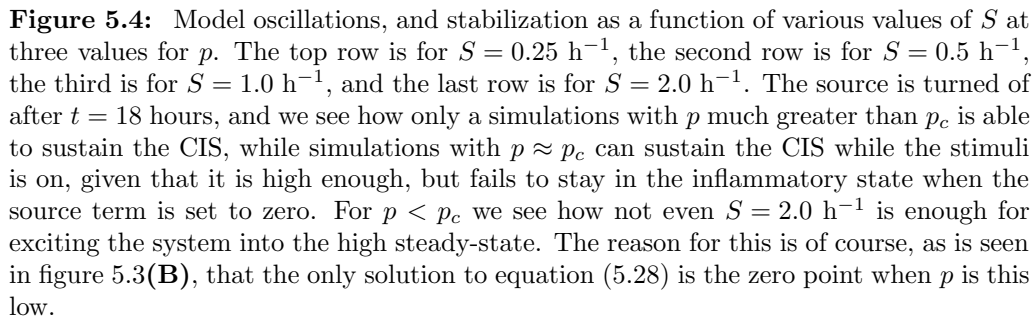 Figure 5.4: Model oscillations, and stabilization as a function of various values of S at
three values for p. The top row is for S = 0.25 h⁻¹, the second row is for S = 0.5 h⁻¹,
the third is for S = 1.0 h⁻¹, and the last row is for S = 2.0 h⁻¹. The source is turned of
after t = 18 hours, and we see how only a simulations with p much greater than p_c is able
to sustain the CIS, while simulations with p ≈ p_c can sustain the CIS while the stimuli
is on, given that it is high enough, but fails to stay in the inflammatory state when the
source term is set to zero. For p < p_c we see how not even S = 2.0 h⁻¹ is enough for
exciting the system into the high steady-state. The reason for this is of course, as is seen
in figure 5.3(B), that the only solution to equation (5.28) is the zero point when p is this
low.